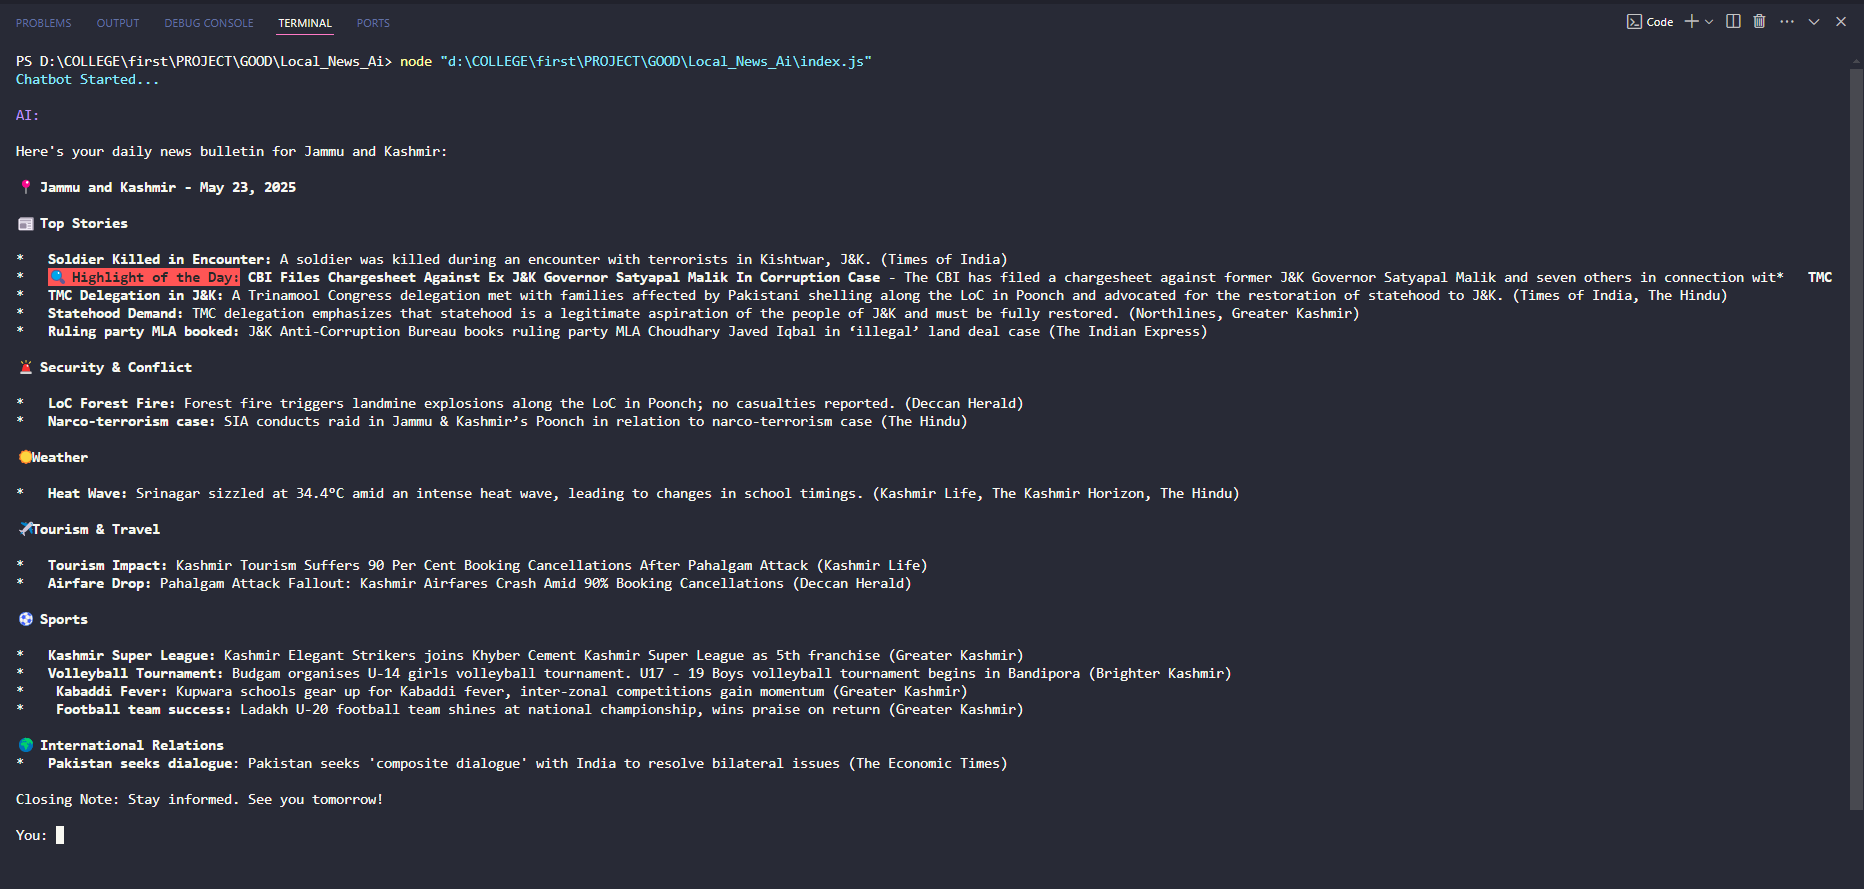 PROBLEMS OUTPUT DEBUG CONSOLE TERMINAL PORTS
Code
PS D:\COLLEGE\first\PROJECT\GOOD\Local_News_Ai> node "d:\COLLEGE\first\PROJECT\GOOD\Local_News_Ai\index.js"
Chatbot Started...
AI:
Here's your daily news bulletin for Jammu and Kashmir:
📍 Jammu and Kashmir - May 23, 2025
📰 Top Stories
*   Soldier Killed in Encounter: A soldier was killed during an encounter with terrorists in Kishtwar, J&K. (Times of India)
*   🔍 Highlight of the Day: CBI Files Chargesheet Against Ex J&K Governor Satyapal Malik In Corruption Case - The CBI has filed a chargesheet against former J&K Governor Satyapal Malik and seven others in connection wit*   TMC
*   TMC Delegation in J&K: A Trinamool Congress delegation met with families affected by Pakistani shelling along the LoC in Poonch and advocated for the restoration of statehood to J&K. (Times of India, The Hindu)
*   Statehood Demand: TMC delegation emphasizes that statehood is a legitimate aspiration of the people of J&K and must be fully restored. (Northlines, Greater Kashmir)
*   Ruling party MLA booked: J&K Anti-Corruption Bureau books ruling party MLA Choudhary Javed Iqbal in ‘illegal’ land deal case (The Indian Express)
🚨 Security & Conflict
*   LoC Forest Fire: Forest fire triggers landmine explosions along the LoC in Poonch; no casualties reported. (Deccan Herald)
*   Narco-terrorism case: SIA conducts raid in Jammu & Kashmir’s Poonch in relation to narco-terrorism case (The Hindu)
☀️Weather
*   Heat Wave: Srinagar sizzled at 34.4°C amid an intense heat wave, leading to changes in school timings. (Kashmir Life, The Kashmir Horizon, The Hindu)
✈️Tourism & Travel
*   Tourism Impact: Kashmir Tourism Suffers 90 Per Cent Booking Cancellations After Pahalgam Attack (Kashmir Life)
*   Airfare Drop: Pahalgam Attack Fallout: Kashmir Airfares Crash Amid 90% Booking Cancellations (Deccan Herald)
⚽ Sports
*   Kashmir Super League: Kashmir Elegant Strikers joins Khyber Cement Kashmir Super League as 5th franchise (Greater Kashmir)
*   Volleyball Tournament: Budgam organises U-14 girls volleyball tournament. U17 - 19 Boys volleyball tournament begins in Bandipora (Brighter Kashmir)
*    Kabaddi Fever: Kupwara schools gear up for Kabaddi fever, inter-zonal competitions gain momentum (Greater Kashmir)
*    Football team success: Ladakh U-20 football team shines at national championship, wins praise on return (Greater Kashmir)
🌍 International Relations
*   Pakistan seeks dialogue: Pakistan seeks 'composite dialogue' with India to resolve bilateral issues (The Economic Times)
Closing Note: Stay informed. See you tomorrow!
You: